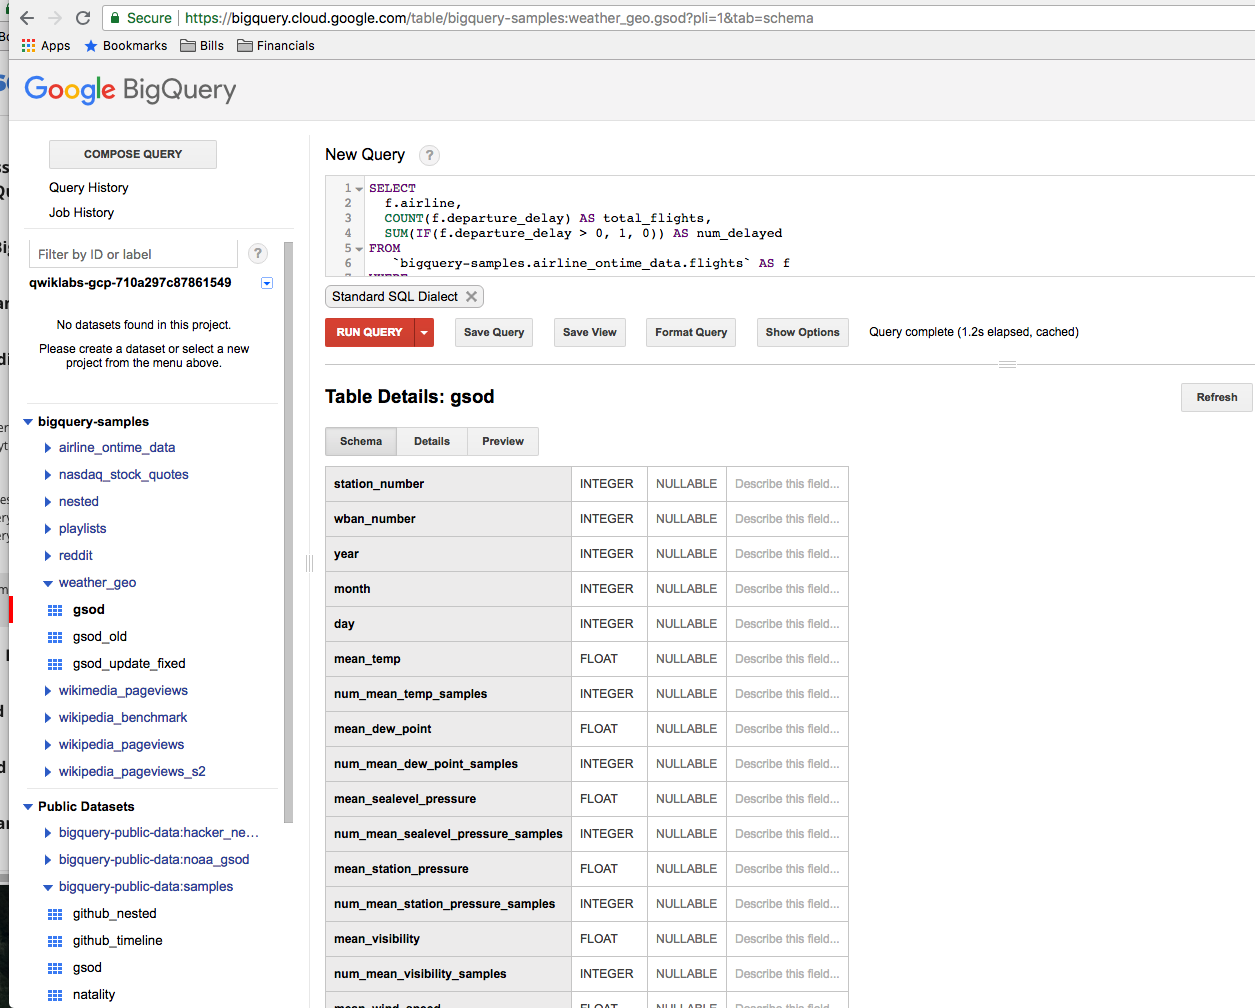 Secure https://bigquery.cloud.google.com/table/bigquery-samples:weather_geo.gsod?pli=1&tab=schema
Apps Bookmarks Bills Financials
Google BigQuery
COMPOSE QUERY
Query History
Job History
Filter by ID or label ?
qwiklabs-gcp-710a297c87861549
No datasets found in this project.
Please create a dataset or select a new
project from the menu above.
bigquery-samples
airline_ontime_data
nasdaq_stock_quotes
nested
playlists
reddit
weather_geo
gsod
gsod_old
gsod_update_fixed
wikimedia_pageviews
wikipedia_benchmark
wikipedia_pageviews
wikipedia_pageviews_s2
Public Datasets
bigquery-public-data:hacker_ne...
bigquery-public-data:noaa_gsod
bigquery-public-data:samples
github_nested
github_timeline
gsod
natality
New Query ?
1 SELECT
2 f.airline,
3 COUNT(f.departure_delay) AS total_flights,
4 SUM(IF(f.departure_delay > 0, 1, 0)) AS num_delayed
5 FROM
6 `bigquery-samples.airline_ontime_data.flights` AS f
7 WHERE
Standard SQL Dialect
RUN QUERY Save Query Save View Format Query Show Options Query complete (1.2s elapsed, cached)
Table Details: gsod Refresh
Schema Details Preview
station_number INTEGER NULLABLE Describe this field...
wban_number INTEGER NULLABLE Describe this field...
year INTEGER NULLABLE Describe this field...
month INTEGER NULLABLE Describe this field...
day INTEGER NULLABLE Describe this field...
mean_temp FLOAT NULLABLE Describe this field...
num_mean_temp_samples INTEGER NULLABLE Describe this field...
mean_dew_point FLOAT NULLABLE Describe this field...
num_mean_dew_point_samples INTEGER NULLABLE Describe this field...
mean_sealevel_pressure FLOAT NULLABLE Describe this field...
num_mean_sealevel_pressure_samples INTEGER NULLABLE Describe this field...
mean_station_pressure FLOAT NULLABLE Describe this field...
num_mean_station_pressure_samples INTEGER NULLABLE Describe this field...
mean_visibility FLOAT NULLABLE Describe this field...
num_mean_visibility_samples INTEGER NULLABLE Describe this field...
mean_wind_speed FLOAT NULLABLE Describe this field...